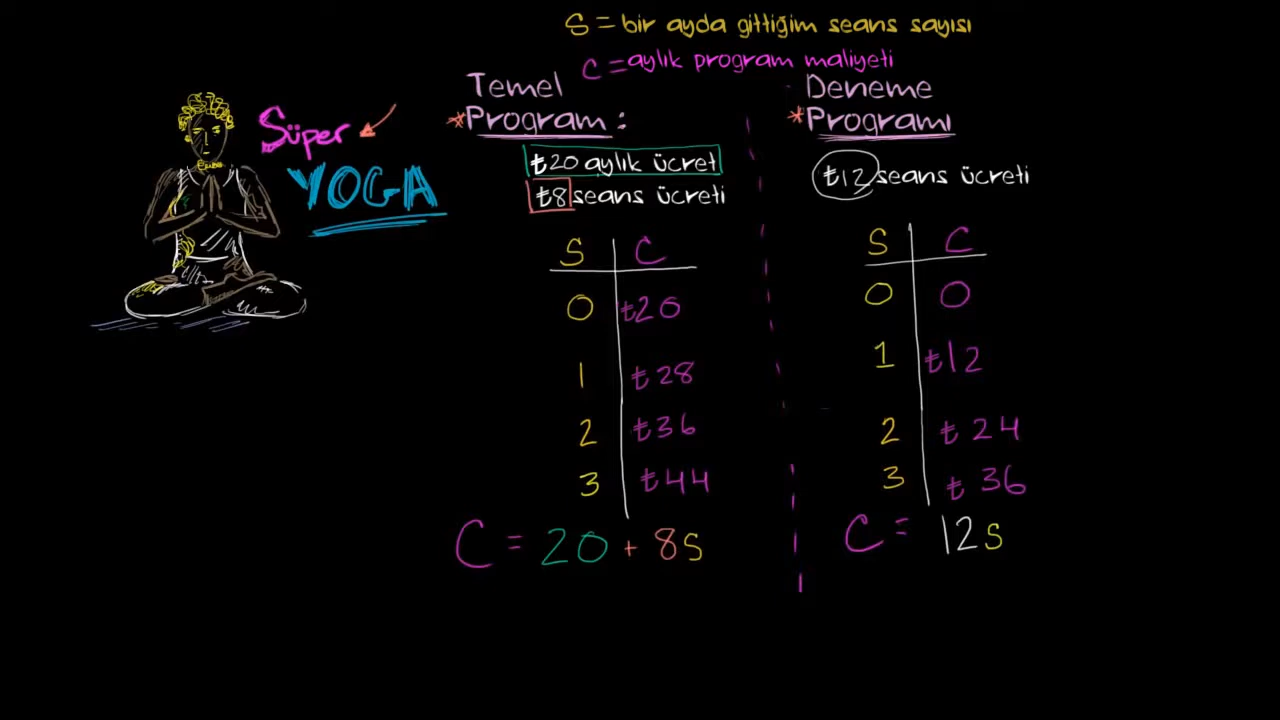 S = bir ayda gittiğim seans sayısı
C = aylık program maliyeti
Süper
YOGA
Temel
*Program:
₺20 aylık ücret
₺8 seans ücreti
S C
0 ₺20
1 ₺28
2 ₺36
3 ₺44
C = 20 + 8S
Deneme
*Programı
₺12 seans ücreti
S C
0 0
1 ₺12
2 ₺24
3 ₺36
C = 12S